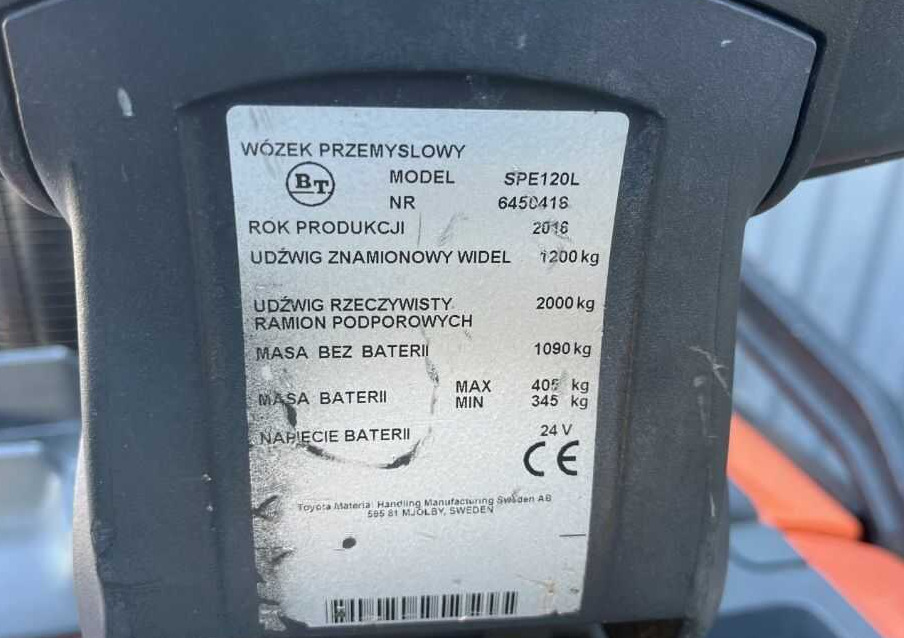 WÓZEK PRZEMYSLOWY
BT
MODEL SPE120L
NR 6450418
ROK PRODUKCJI 2016
UDŹWIG ZNAMIONOWY WIDEL 1200 kg
UDŹWIG RZECZYWISTY 2000 kg
RAMION PODPOROWYCH
MASA BEZ BATERII 1090 kg
MASA BATERII MAX 405 kg
MIN 345 kg
NAPIECIE BATERII 24 V
CE
Toyota Material Handling Manufacturing Sweden AB
595 81 MJÖLBY, SWEDEN